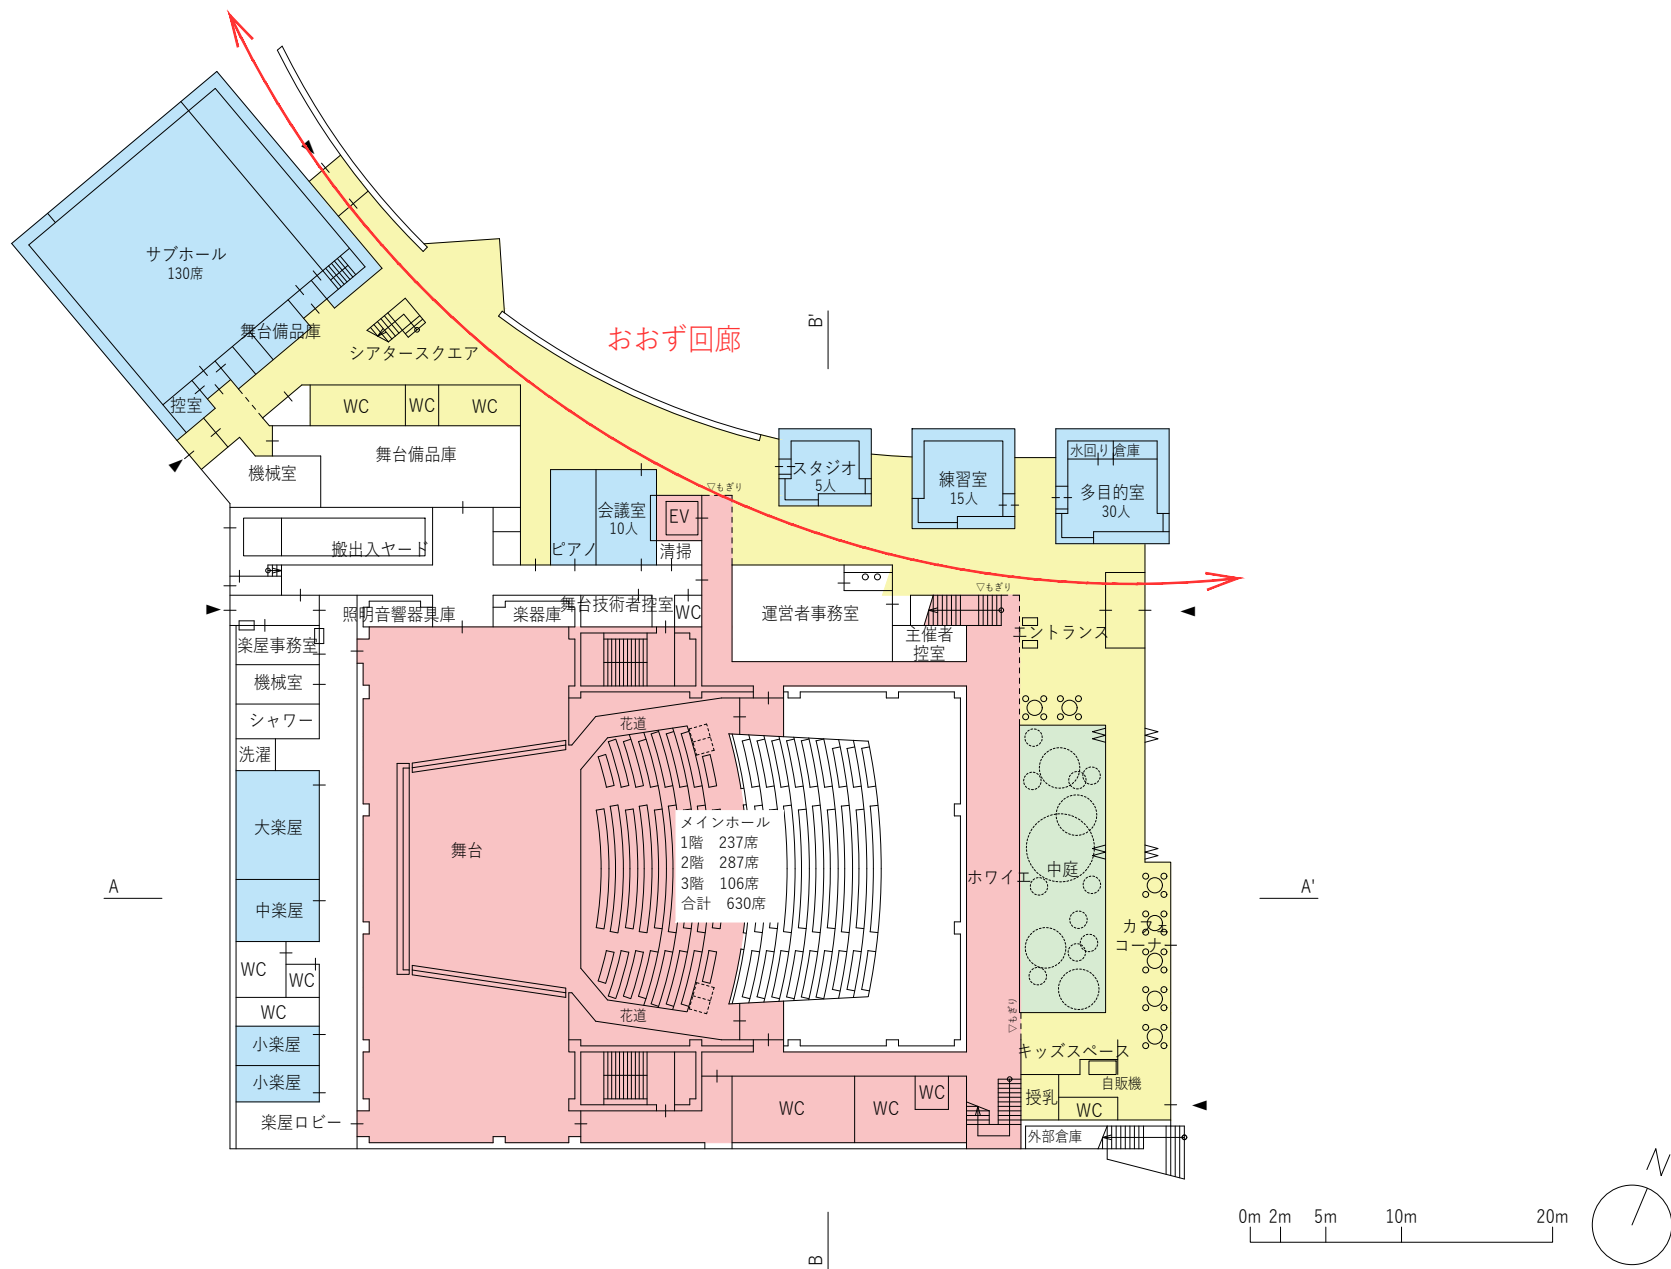 サブホール
130席
舞台備品庫
シアタースクエア
おおず回廊
B'
控室
WC
WC
WC
機械室
舞台備品庫
▽もぎり
スタジオ
5人
練習室
15人
水回り
倉庫
多目的室
30人
会議室
10人
EV
ピアノ
清掃
搬出入ヤード
▽もぎり
照明音響器具庫
楽器庫
舞台技術者控室
WC
運営者事務室
主催者
控室
エントランス
楽屋事務室
機械室
シャワー
洗濯
花道
大楽屋
舞台
メインホール
1階 237席
2階 287席
3階 106席
合計 630席
ホワイエ
中庭
A
A'
中楽屋
カフェ
コーナー
WC
WC
WC
花道
▽もぎり
小楽屋
小楽屋
キッズスペース
自販機
授乳
WC
WC
WC
WC
楽屋ロビー
外部倉庫
N
0m 2m 5m 10m 20m
B